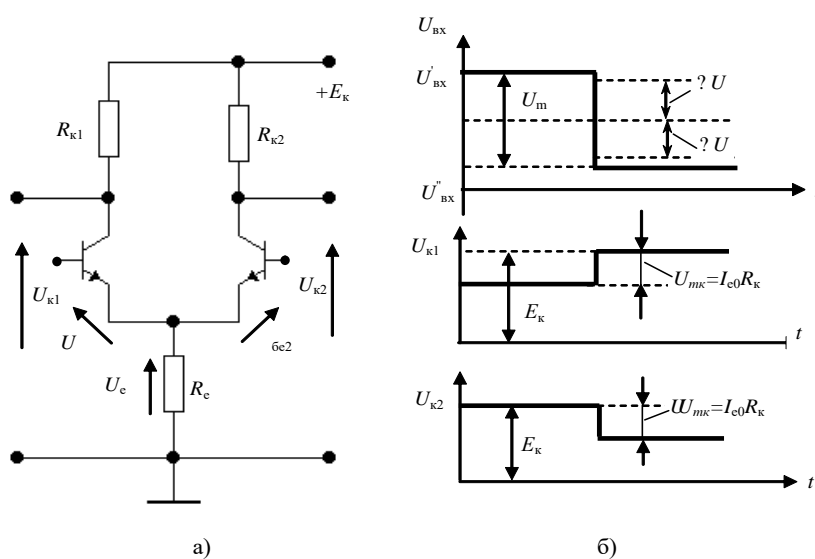 +Eк
Rк1
Rк2
Uк1
Uк2
U
бе2
Uе
Rе
а)
Uвх
U'вх
Um
? U
? U
U"вх
Uк1
Eк
Umк=Iе0Rк
t
Uк2
Eк
Umк=Iе0Rк
t
б)